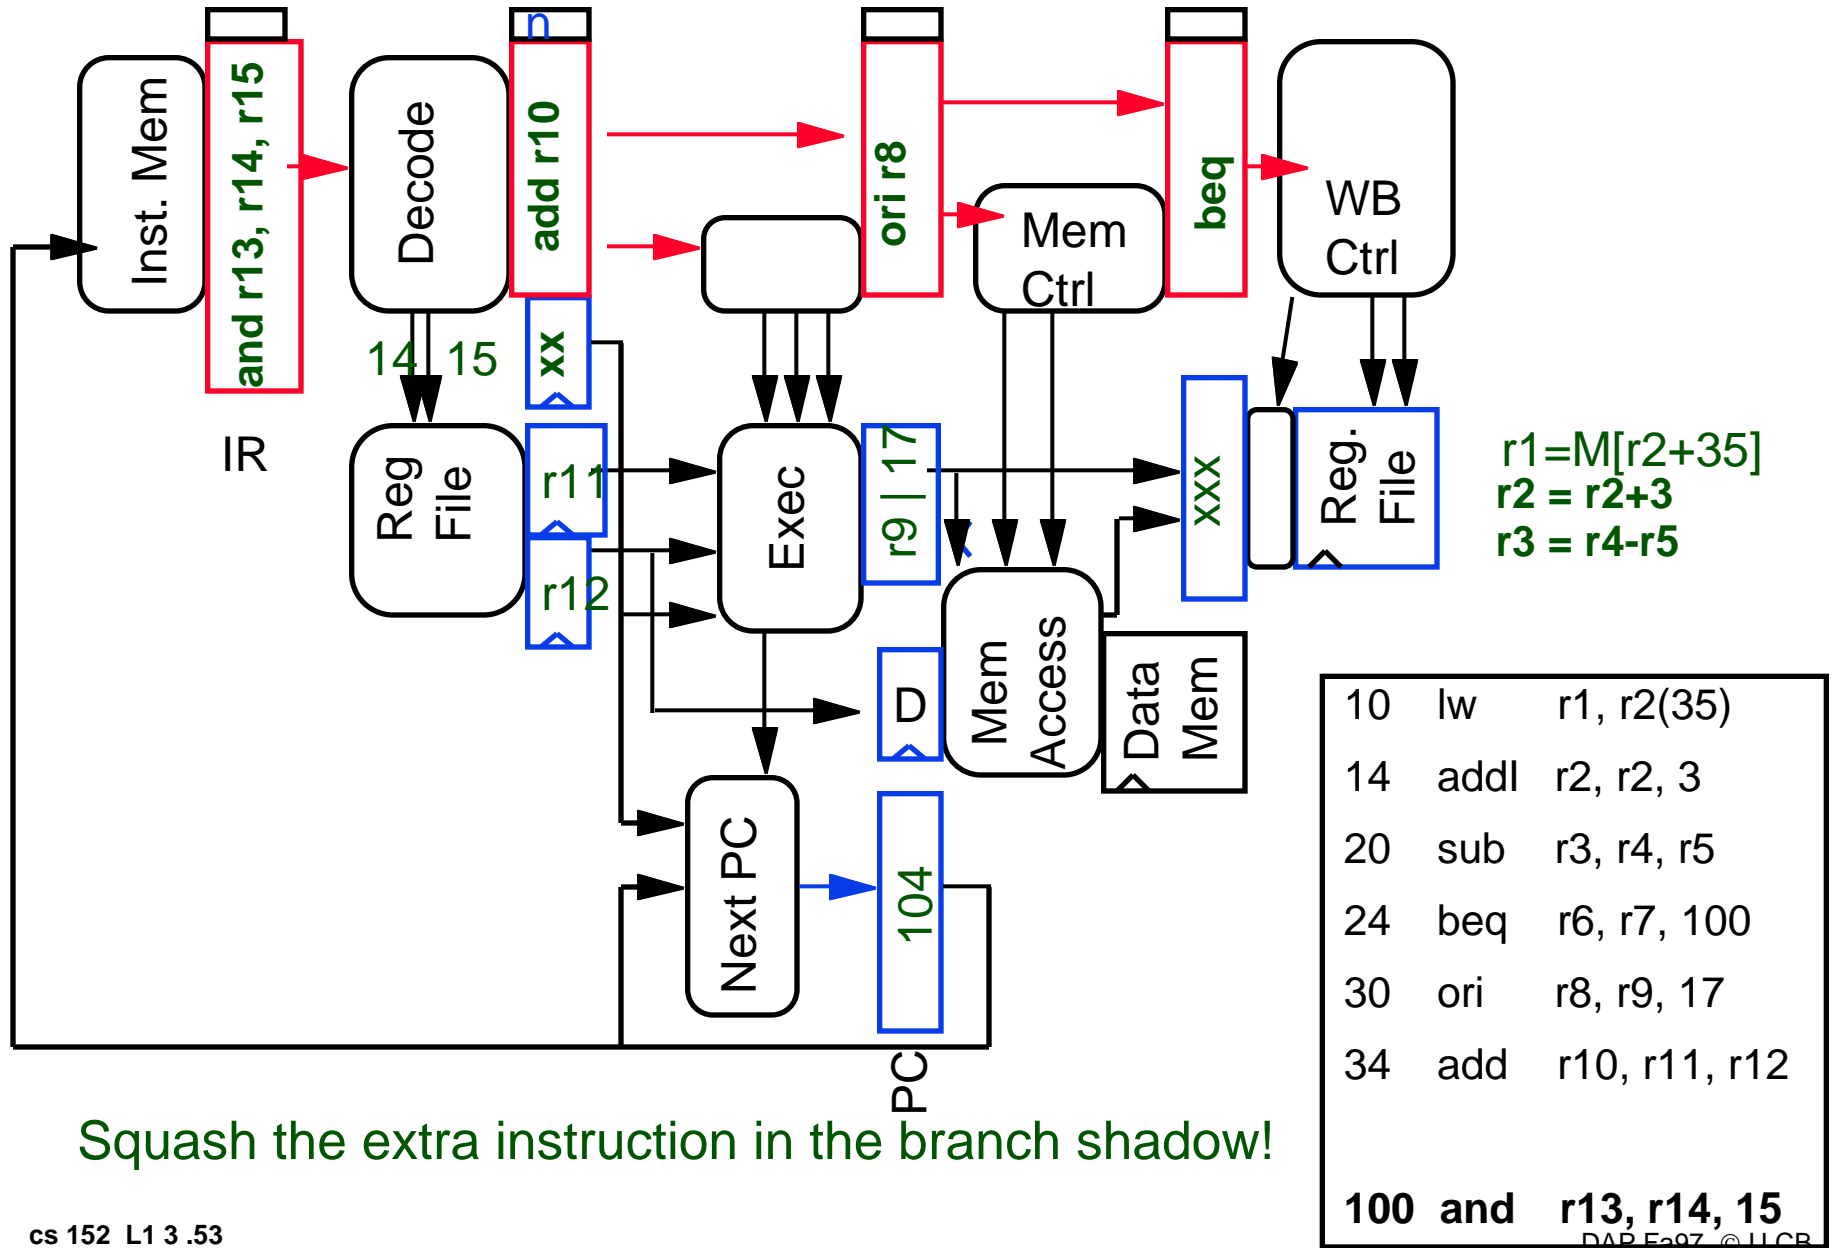 n
Inst. Mem
and r13, r14, r15
Decode
add r10
ori r8
Mem
Ctrl
beq
WB
Ctrl
14 15
xx
IR
Reg
File
r11
r12
Exec
r9 | 17
xxx
Reg.
File
r1=M[r2+35]
r2 = r2+3
r3 = r4-r5
D
Mem
Access
Data
Mem
Next PC
104
PC
10 lw r1, r2(35)
14 addI r2, r2, 3
20 sub r3, r4, r5
24 beq r6, r7, 100
30 ori r8, r9, 17
34 add r10, r11, r12
100 and r13, r14, 15
Squash the extra instruction in the branch shadow!
cs 152 L1 3 .53
DAP Fa97, © U.CB